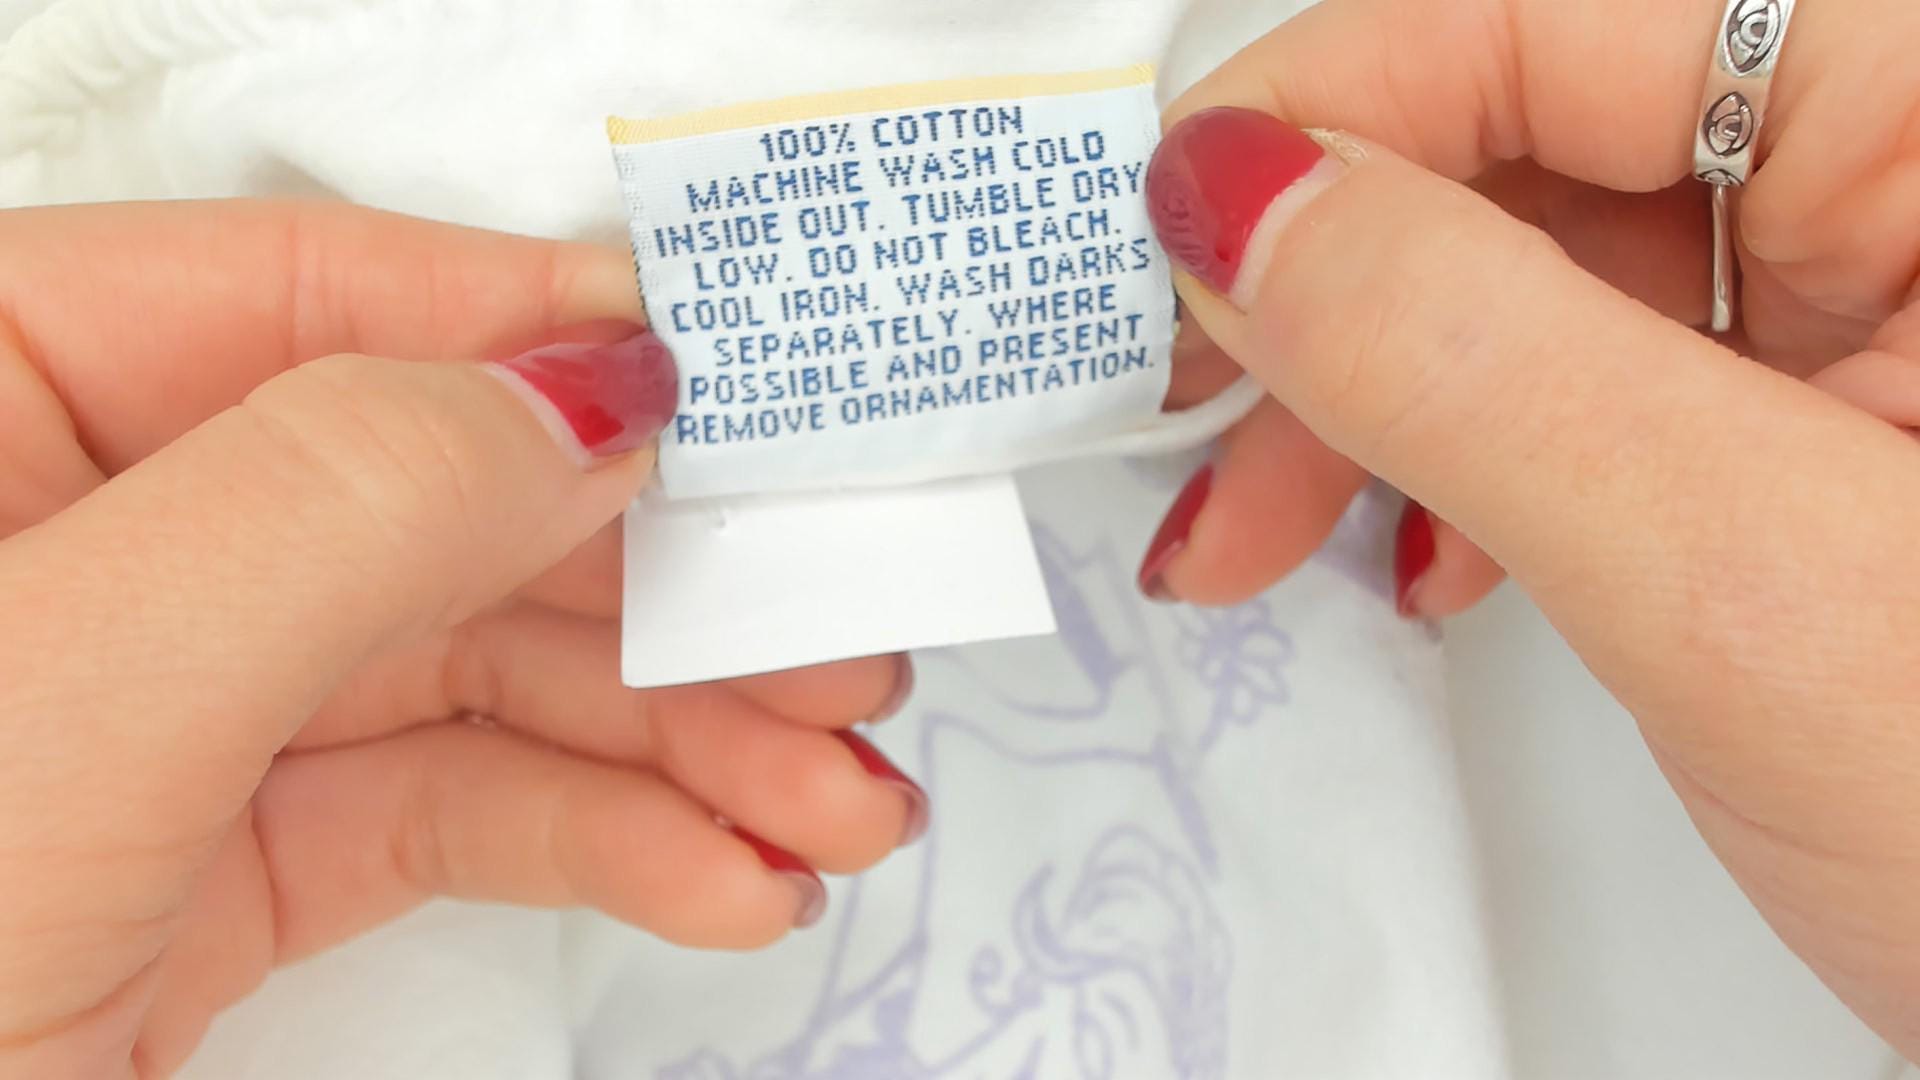 100% COTTON
MACHINE WASH COLD
INSIDE OUT. TUMBLE DRY
LOW. DO NOT BLEACH.
COOL IRON. WASH DARKS
SEPARATELY. WHERE
POSSIBLE AND PRESENT
REMOVE ORNAMENTATION.